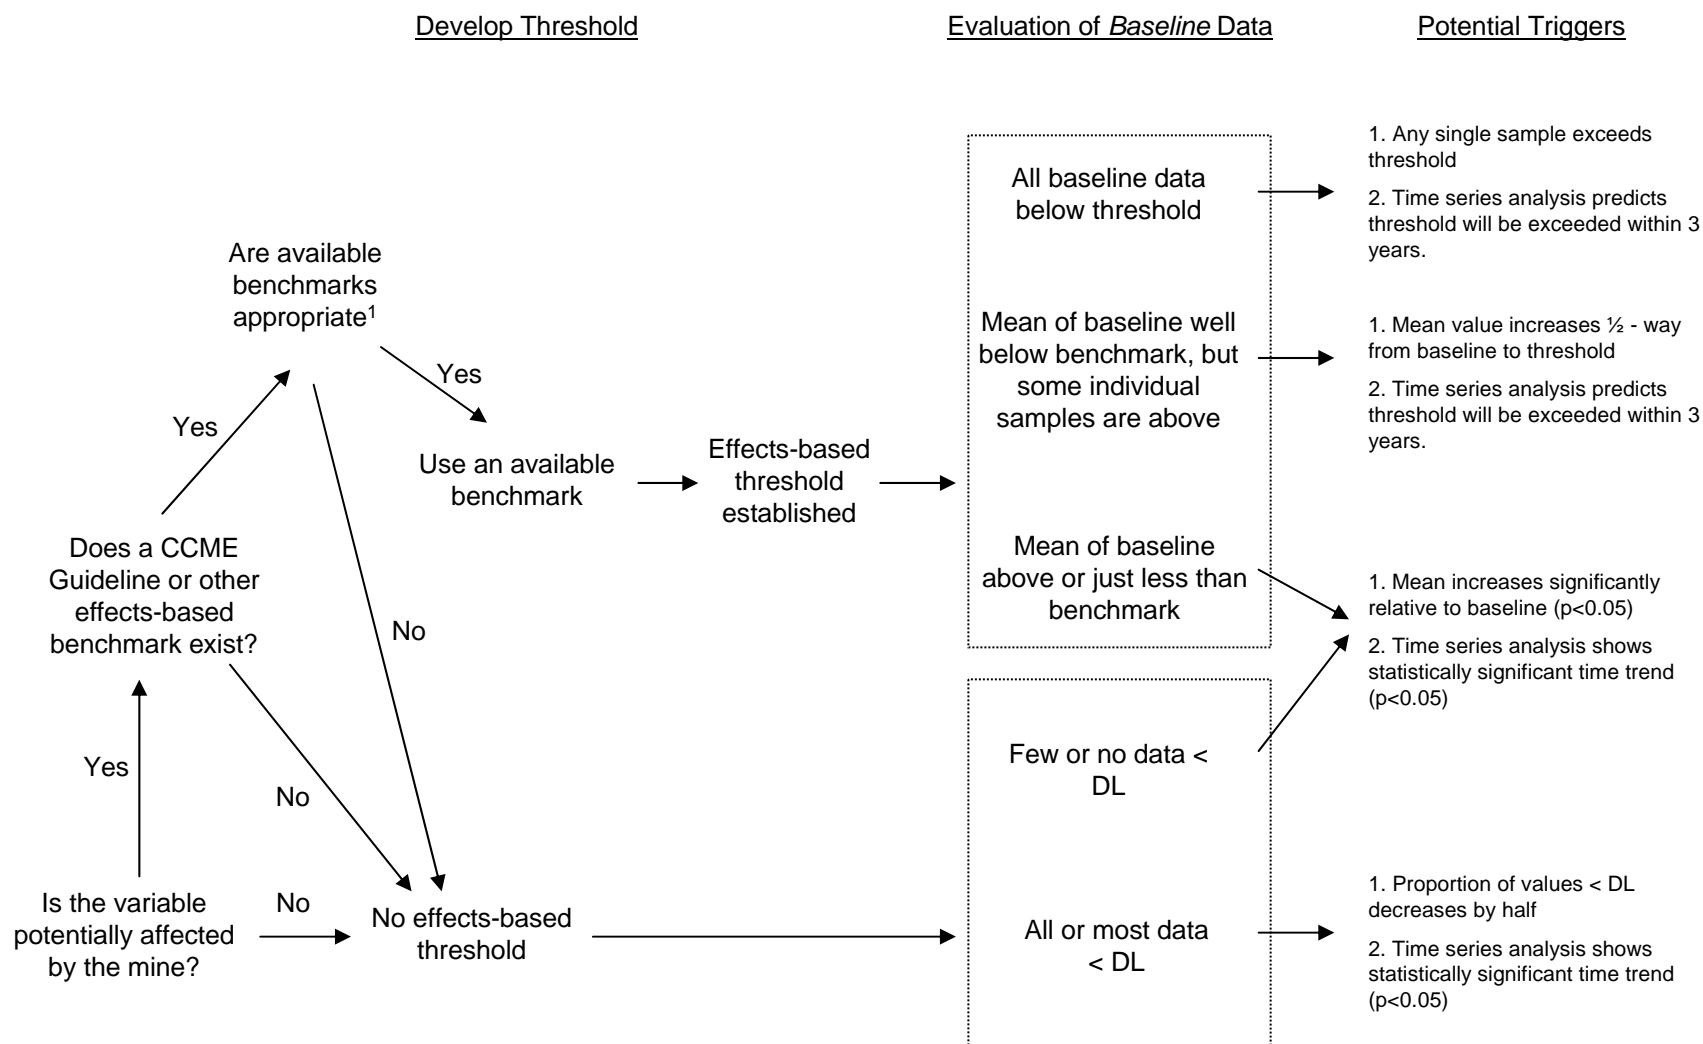 Develop Threshold
Evaluation of Baseline Data
Potential Triggers
Is the variable
potentially affected
by the mine?
Yes
No
Does a CCME
Guideline or other
effects-based
benchmark exist?
Yes
No
Are available
benchmarks
appropriate1
Yes
No
Use an available
benchmark
Effects-based
threshold
established
No effects-based
threshold
All baseline data
below threshold
1. Any single sample exceeds
threshold
2. Time series analysis predicts
threshold will be exceeded within 3
years.
Mean of baseline well
below benchmark, but
some individual
samples are above
1. Mean value increases ½ - way
from baseline to threshold
2. Time series analysis predicts
threshold will be exceeded within 3
years.
Mean of baseline
above or just less than
benchmark
1. Mean increases significantly
relative to baseline (p<0.05)
2. Time series analysis shows
statistically significant time trend
(p<0.05)
Few or no data <
DL
All or most data
< DL
1. Proportion of values < DL
decreases by half
2. Time series analysis shows
statistically significant time trend
(p<0.05)